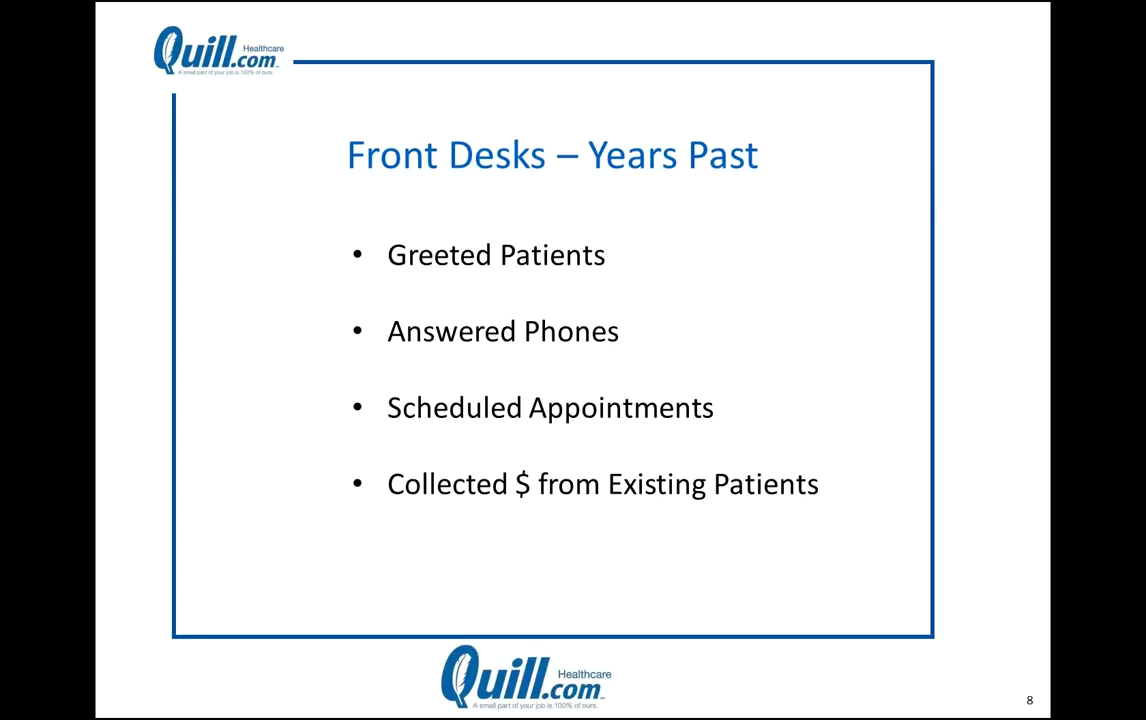 Quill.com Healthcare
A small part of your job is 100% of ours.
Front Desks – Years Past
• Greeted Patients
• Answered Phones
• Scheduled Appointments
• Collected $ from Existing Patients
Quill.com Healthcare
A small part of your job is 100% of ours.
8